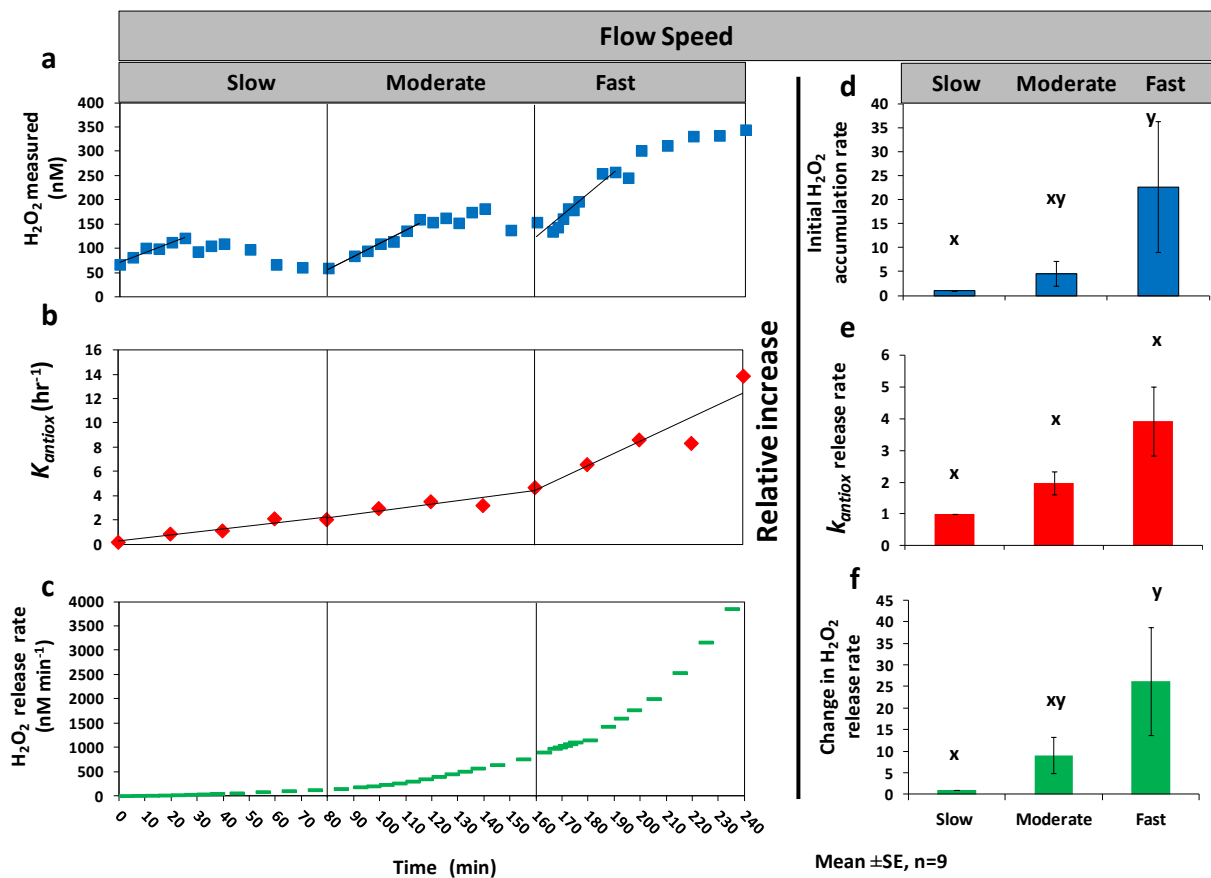 Flow Speed
a
Slow Moderate Fast
H₂O₂ measured
(nM)
400
350
300
250
200
150
100
50
0
b
K antiox (hr⁻¹)
16
14
12
10
8
6
4
2
0
c
H₂O₂ release rate
(nM min⁻¹)
4000
3500
3000
2500
2000
1500
1000
500
0
0 10 20 30 40 50 60 70 80 90 100 110 120 130 140 150 160 170 180 190 200 210 220 230 240
Time (min)
Relative increase
d
Slow Moderate Fast
Initial H₂O₂
accumulation rate
40
35
30
25
20
15
10
5
0
x
xy
y
e
k antiox release rate
6
5
4
3
2
1
0
x
x
x
f
Change in H₂O₂
release rate
45
40
35
30
25
20
15
10
5
0
x
xy
y
Slow Moderate Fast
Mean ±SE, n=9